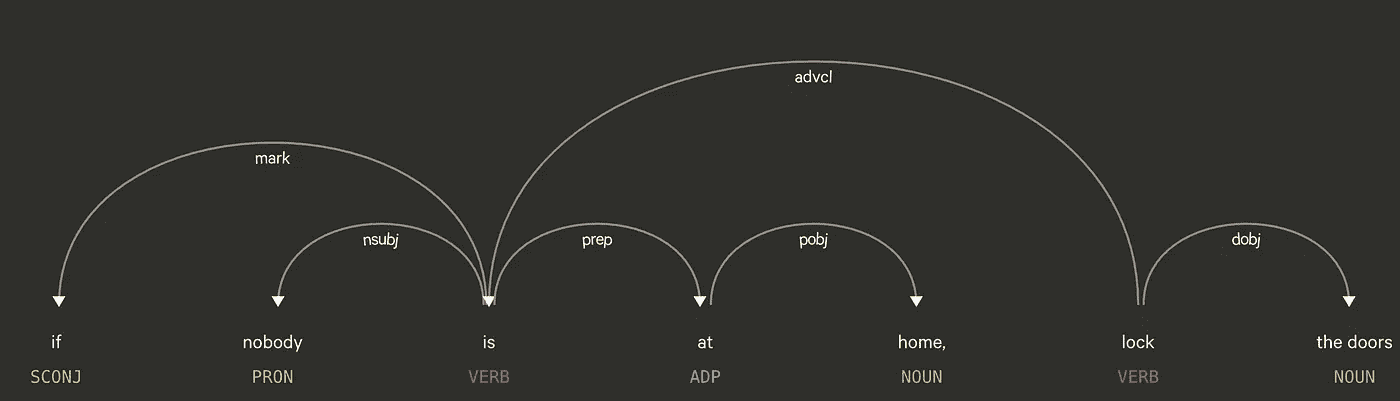 advcl
mark
nsubj prep pobj dobj
if nobody is at home, lock the doors
SCONJ PRON VERB ADP NOUN VERB NOUN